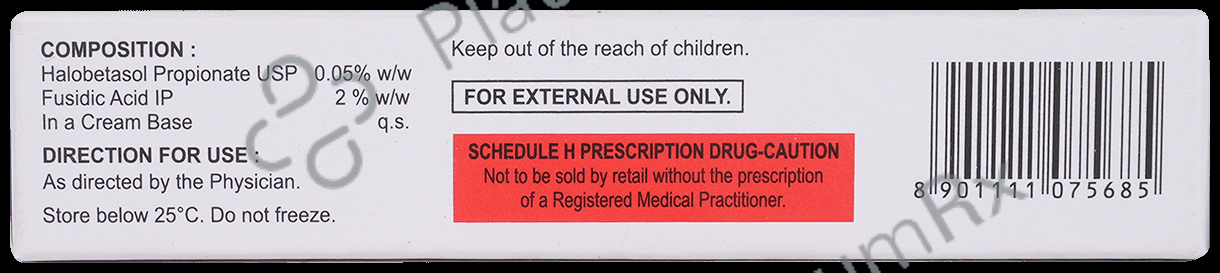 COMPOSITION :
Halobetasol Propionate USP 0.05% w/w
Fusidic Acid IP 2 % w/w
In a Cream Base q.s.
DIRECTION FOR USE :
As directed by the Physician.
Store below 25°C. Do not freeze.
Keep out of the reach of children.
FOR EXTERNAL USE ONLY.
SCHEDULE H PRESCRIPTION DRUG-CAUTION
Not to be sold by retail without the prescription
of a Registered Medical Practitioner.
8 901111 075685